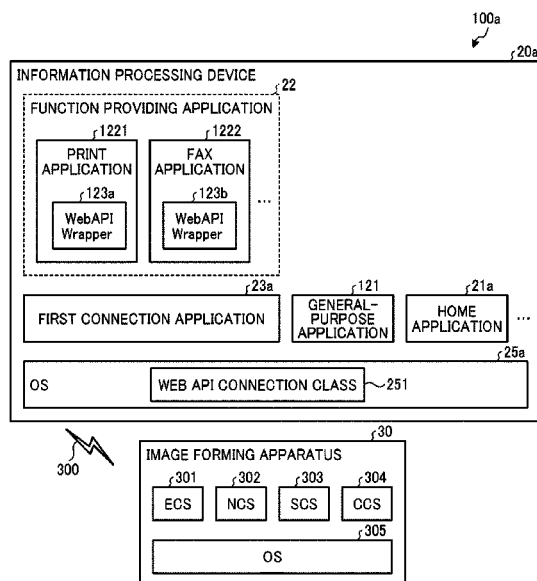 100a
20a
INFORMATION PROCESSING DEVICE
22
FUNCTION PROVIDING APPLICATION
1221
1222
PRINT
APPLICATION
FAX
APPLICATION
123a
123b
WebAPI
Wrapper
WebAPI
Wrapper
...
23a
121
21a
FIRST CONNECTION APPLICATION
GENERAL-
PURPOSE
APPLICATION
HOME
APPLICATION
...
25a
OS
WEB API CONNECTION CLASS
251
300
30
IMAGE FORMING APPARATUS
301
302
303
304
ECS
NCS
SCS
CCS
305
OS